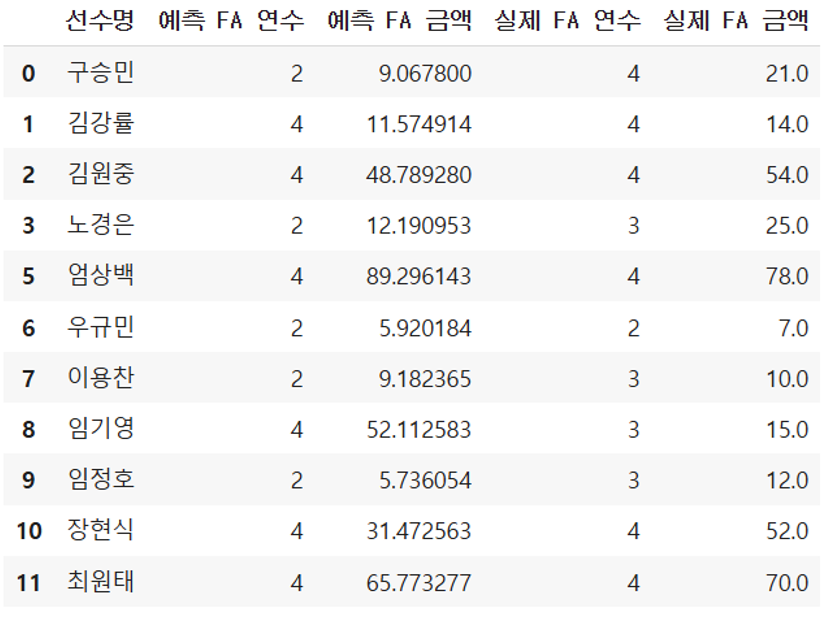 선수명 예측 FA 연수 예측 FA 금액 실제 FA 연수 실제 FA 금액
0 구승민 2 9.067800 4 21.0
1 김강률 4 11.574914 4 14.0
2 김원중 4 48.789280 4 54.0
3 노경은 2 12.190953 3 25.0
5 엄상백 4 89.296143 4 78.0
6 우규민 2 5.920184 2 7.0
7 이용찬 2 9.182365 3 10.0
8 임기영 4 52.112583 3 15.0
9 임정호 2 5.736054 3 12.0
10 장현식 4 31.472563 4 52.0
11 최원태 4 65.773277 4 70.0